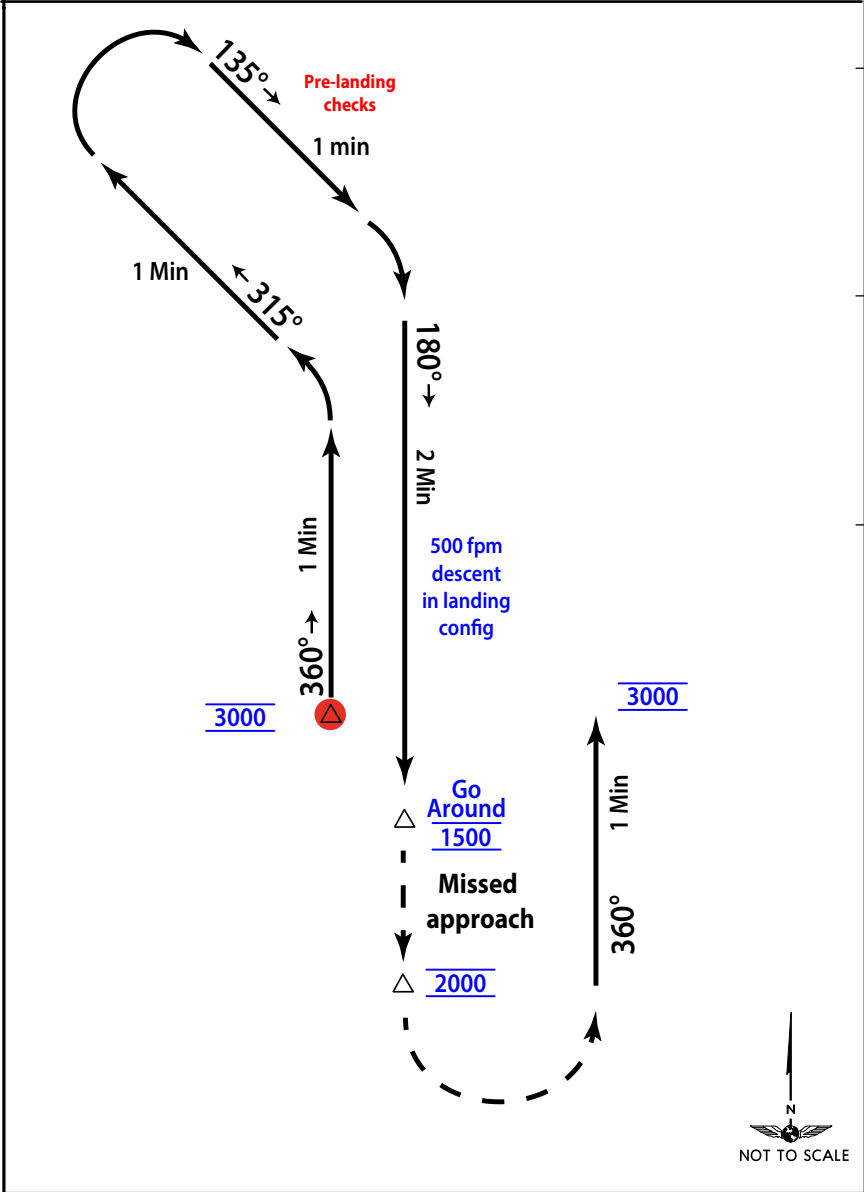 135°→
Pre-landing
checks
1 min
1 Min
←315°
180°→
2 Min
1 Min
500 fpm
descent
in landing
config
360°→
3000
3000
Go
Around
1500
1 Min
Missed
approach
360°
2000
N
NOT TO SCALE